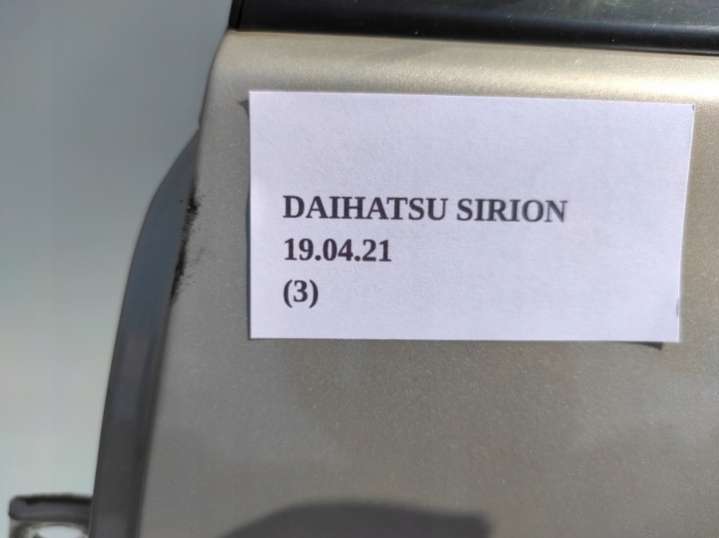 DAIHATSU SIRION
19.04.21
(3)